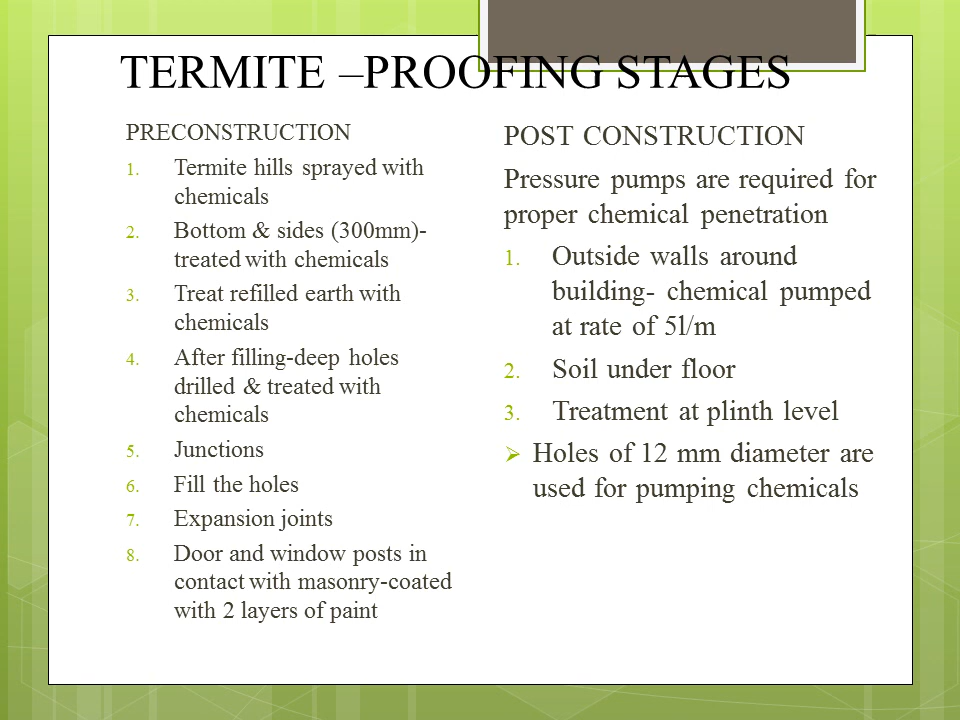 TERMITE –PROOFING STAGES
PRECONSTRUCTION
1. Termite hills sprayed with
chemicals
2. Bottom & sides (300mm)-
treated with chemicals
3. Treat refilled earth with
chemicals
4. After filling-deep holes
drilled & treated with
chemicals
5. Junctions
6. Fill the holes
7. Expansion joints
8. Door and window posts in
contact with masonry-coated
with 2 layers of paint
POST CONSTRUCTION
Pressure pumps are required for
proper chemical penetration
1. Outside walls around
building- chemical pumped
at rate of 5l/m
2. Soil under floor
3. Treatment at plinth level
➢ Holes of 12 mm diameter are
used for pumping chemicals